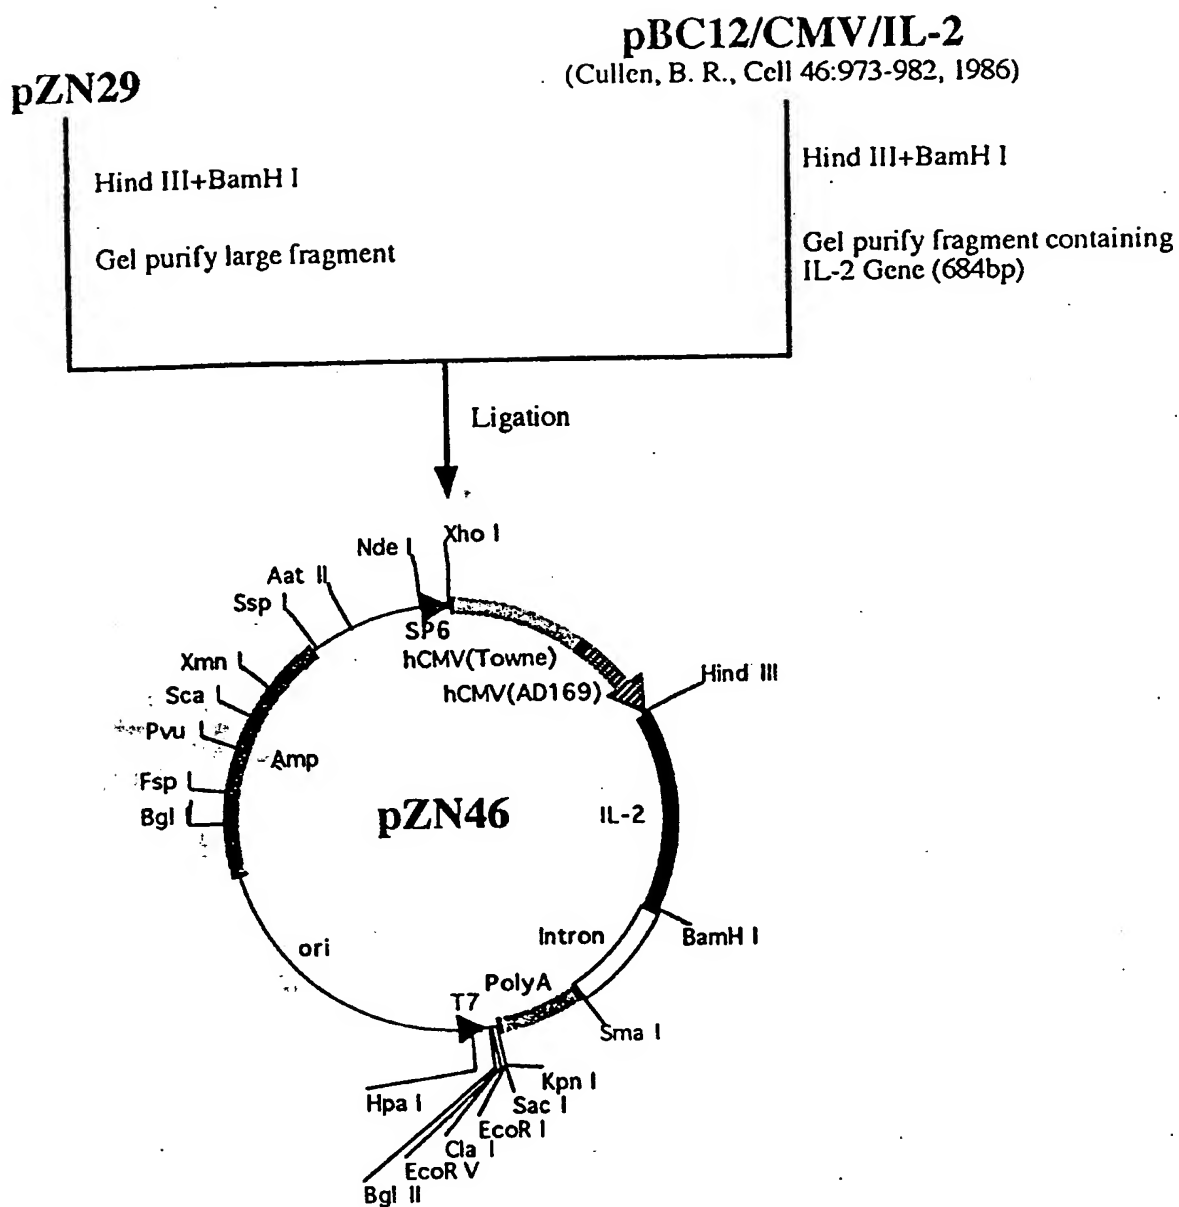 pBC12/CMV/IL-2
(Cullen, B. R., Cell 46:973-982, 1986)
pZN29
Hind III+BamH I
Hind III+BamH I
Gel purify large fragment
Gel purify fragment containing
IL-2 Gene (684bp)
Ligation
Nde I
Xho I
Aat II
Ssp I
SP6
hCMV(Towne)
Xmn I
Hind III
hCMV(AD169)
Sca I
Pvu I
Amp
Fsp I
Bgl I
pZN46
IL-2
Intron
BamH I
ori
PolyA
T7
Sma I
Kpn I
Hpa I
Sac I
EcoR I
Cla I
EcoR V
Bgl II